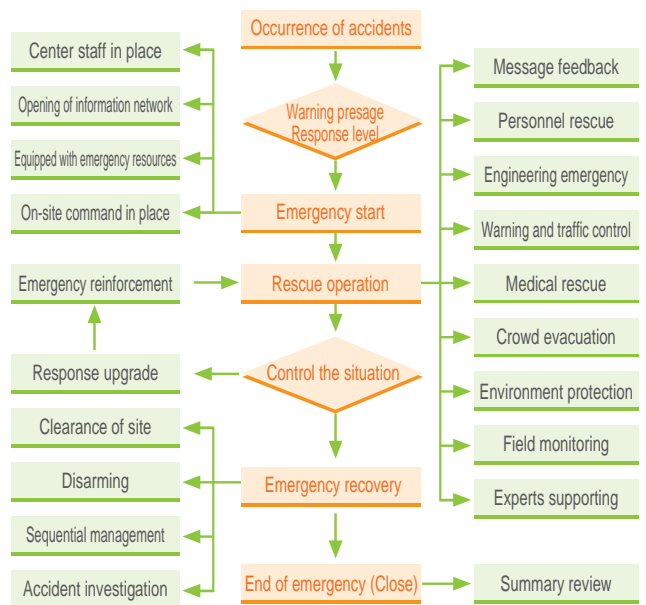 Occurrence of accidents
Center staff in place
Opening of information network
Equipped with emergency resources
On-site command in place
Warning presage
Response level
Emergency start
Message feedback
Personnel rescue
Engineering emergency
Warning and traffic control
Medical rescue
Crowd evacuation
Environment protection
Field monitoring
Experts supporting
Emergency reinforcement
Rescue operation
Response upgrade
Control the situation
Clearance of site
Disarming
Sequential management
Accident investigation
Emergency recovery
End of emergency (Close)
Summary review